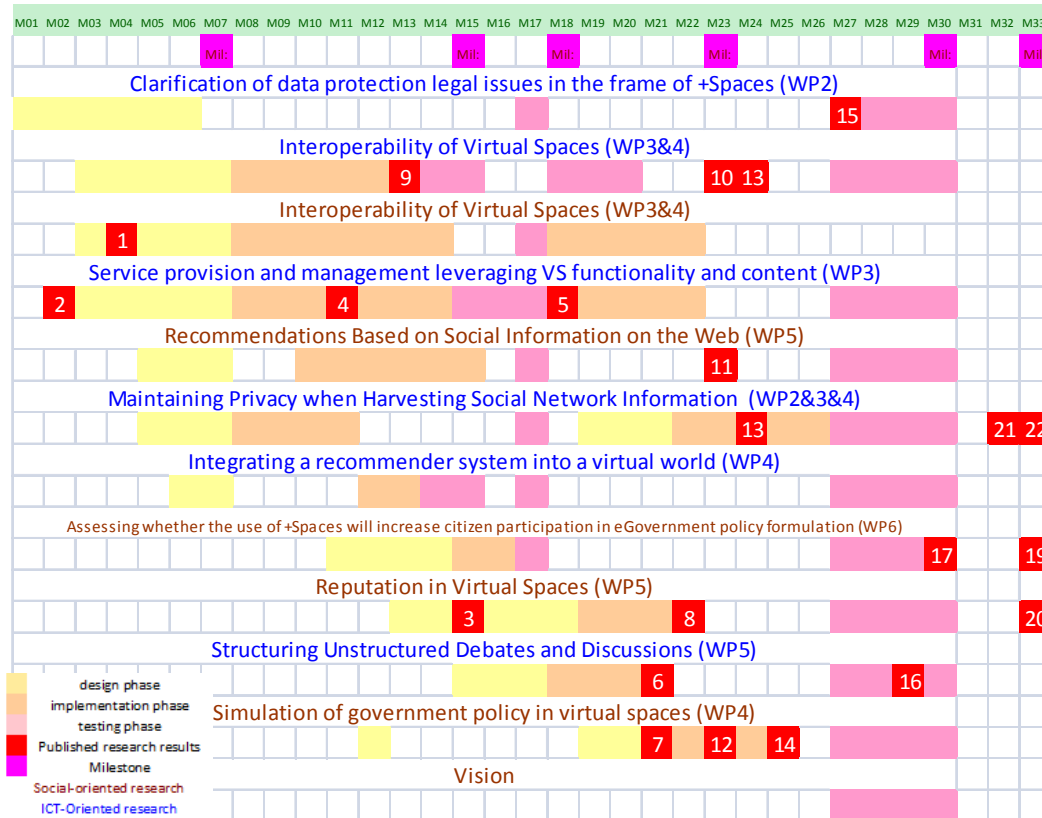 M01 M02 M03 M04 M05 M06 M07 M08 M09 M10 M11 M12 M13 M14 M15 M16 M17 M18 M19 M20 M21 M22 M23 M24 M25 M26 M27 M28 M29 M30 M31 M32 M33
Mil: Mil: Mil: Mil: Mil: Mil
Clarification of data protection legal issues in the frame of +Spaces (WP2)
15
Interoperability of Virtual Spaces (WP3&4)
9 10 13
Interoperability of Virtual Spaces (WP3&4)
1
Service provision and management leveraging VS functionality and content (WP3)
2 4 5
Recommendations Based on Social Information on the Web (WP5)
11
Maintaining Privacy when Harvesting Social Network Information (WP2&3&4)
13 21 22
Integrating a recommender system into a virtual world (WP4)
Assessing whether the use of +Spaces will increase citizen participation in eGovernment policy formulation (WP6)
17 19
Reputation in Virtual Spaces (WP5)
3 8 20
Structuring Unstructured Debates and Discussions (WP5)
6 16
Simulation of government policy in virtual spaces (WP4)
7 12 14
Vision
design phase
implementation phase
testing phase
Published research results
Milestone
Social-oriented research
ICT-Oriented research